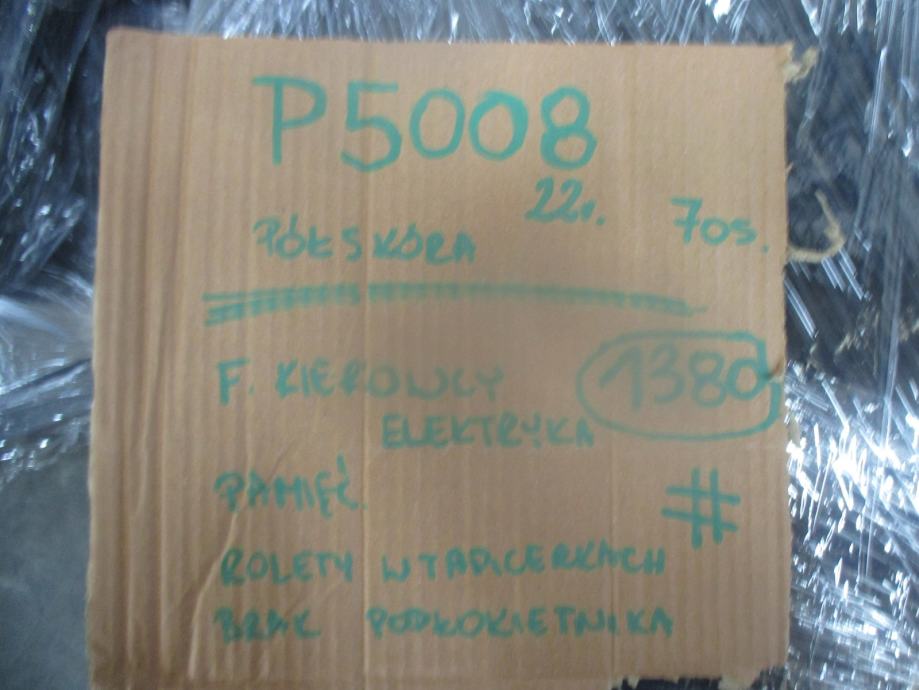 P5008
22r. 7os.
PÓŁSKÓRA
F. KIEROWCY 1380
ELEKTRYKA
PAMIĘĆ. #
ROLETY W TAPICERKACH
BRAK PODŁOKIETNIKA